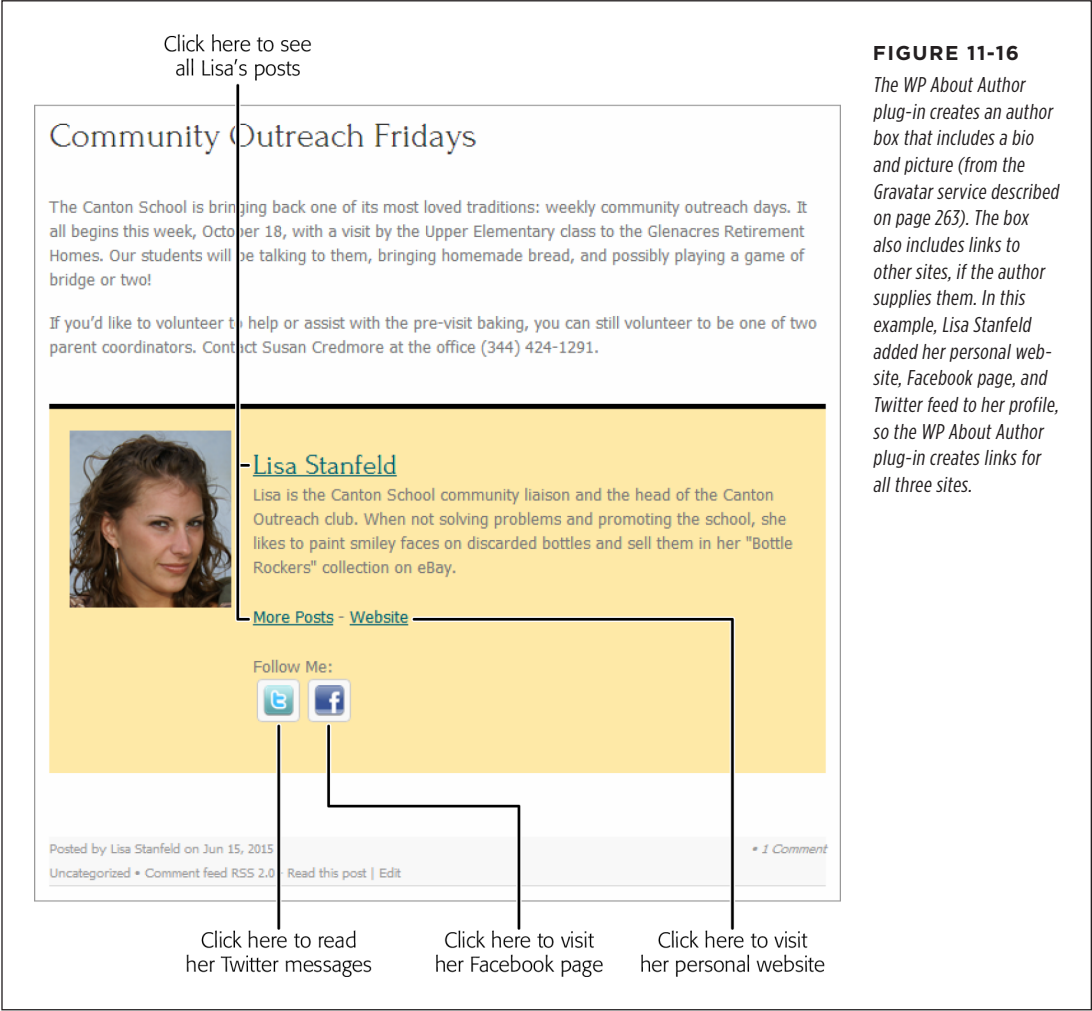 Click here to see
all Lisa's posts
FIGURE 11-16
The WP About Author
plug-in creates an author
box that includes a bio
and picture (from the
Gravatar service described
on page 263). The box
also includes links to
other sites, if the author
supplies them. In this
example, Lisa Stanfeld
added her personal web-
site, Facebook page, and
Twitter feed to her profile,
so the WP About Author
plug-in creates links for
all three sites.
Community Outreach Fridays
The Canton School is bringing back one of its most loved traditions: weekly community outreach days. It
all begins this week, October 18, with a visit by the Upper Elementary class to the Glenacres Retirement
Homes. Our students will be talking to them, bringing homemade bread, and possibly playing a game of
bridge or two!
If you'd like to volunteer to help or assist with the pre-visit baking, you can still volunteer to be one of two
parent coordinators. Contact Susan Credmore at the office (344) 424-1291.
Lisa Stanfeld
Lisa is the Canton School community liaison and the head of the Canton
Outreach club. When not solving problems and promoting the school, she
likes to paint smiley faces on discarded bottles and sell them in her "Bottle
Rockers" collection on eBay.
More Posts - Website
Follow Me:
t f
Posted by Lisa Stanfeld on Jun 15, 2015
• 1 Comment
Uncategorized • Comment feed RSS 2.0 - Read this post | Edit
Click here to read
her Twitter messages
Click here to visit
her Facebook page
Click here to visit
her personal website